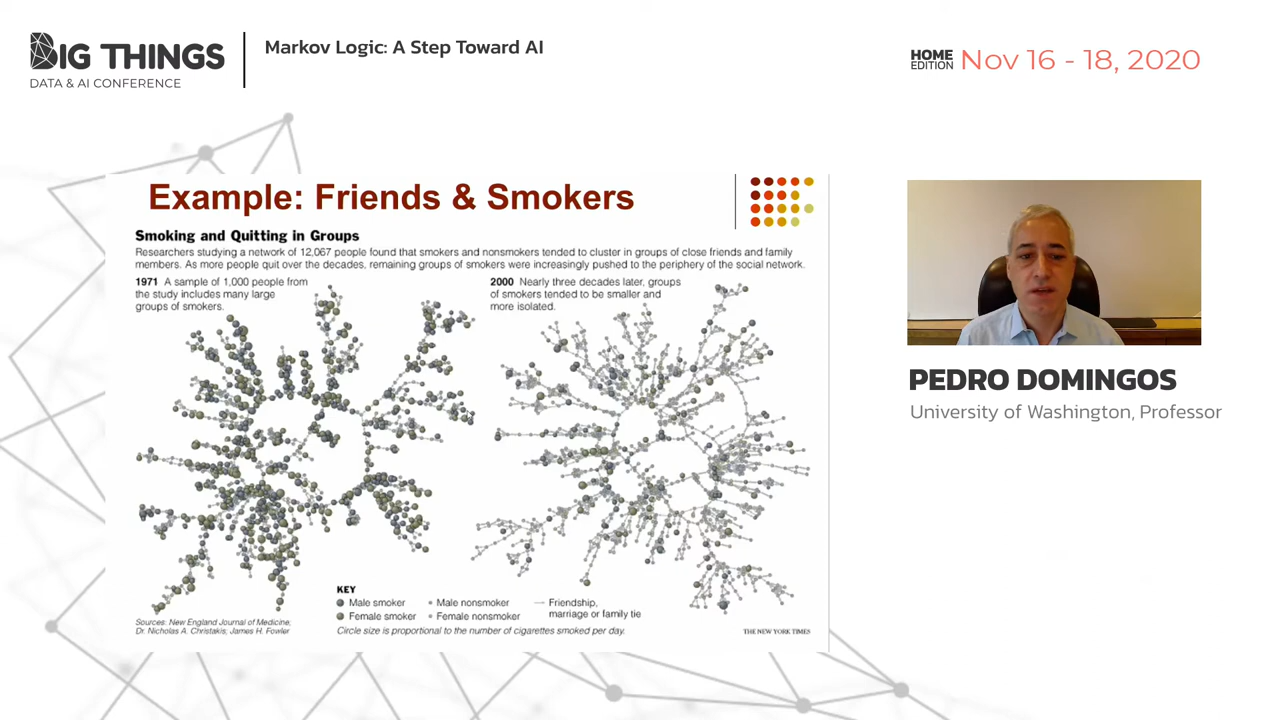 BIG THINGS
DATA & AI CONFERENCE
Markov Logic: A Step Toward AI
HOME
EDITION
Nov 16 - 18, 2020
Example: Friends & Smokers
Smoking and Quitting in Groups
Researchers studying a network of 12,067 people found that smokers and nonsmokers tended to cluster in groups of close friends and family
members. As more people quit over the decades, remaining groups of smokers were increasingly pushed to the periphery of the social network.
1971 A sample of 1,000 people from
the study includes many large
groups of smokers.
2000 Nearly three decades later, groups
of smokers tended to be smaller and
more isolated.
KEY
Male smoker
Male nonsmoker
Friendship,
marriage or family tie
Female smoker
Female nonsmoker
Circle size is proportional to the number of cigarettes smoked per day.
Sources: New England Journal of Medicine;
Dr. Nicholas A. Christakis; James H. Fowler
THE NEW YORK TIMES
PEDRO DOMINGOS
University of Washington, Professor